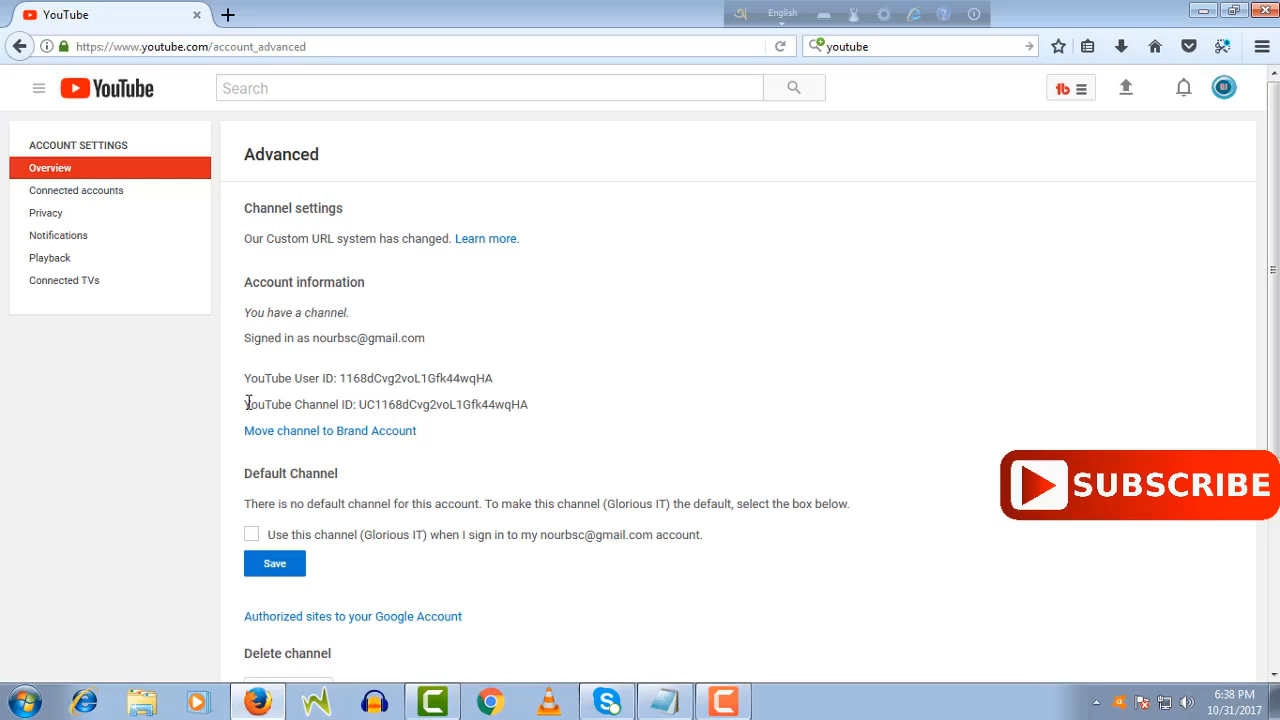 YouTube
English
https://www.youtube.com/account_advanced
youtube
YouTube
Search
GI
ACCOUNT SETTINGS
Overview
Connected accounts
Privacy
Notifications
Playback
Connected TVs
Advanced
Channel settings
Our Custom URL system has changed. Learn more.
Account information
You have a channel.
Signed in as nourbsc@gmail.com
YouTube User ID: 1168dCvg2voL1Gfk44wqHA
YouTube Channel ID: UC1168dCvg2voL1Gfk44wqHA
Move channel to Brand Account
Default Channel
There is no default channel for this account. To make this channel (Glorious IT) the default, select the box below.
Use this channel (Glorious IT) when I sign in to my nourbsc@gmail.com account.
Save
SUBSCRIBE
Authorized sites to your Google Account
Delete channel
6:38 PM
10/31/2017